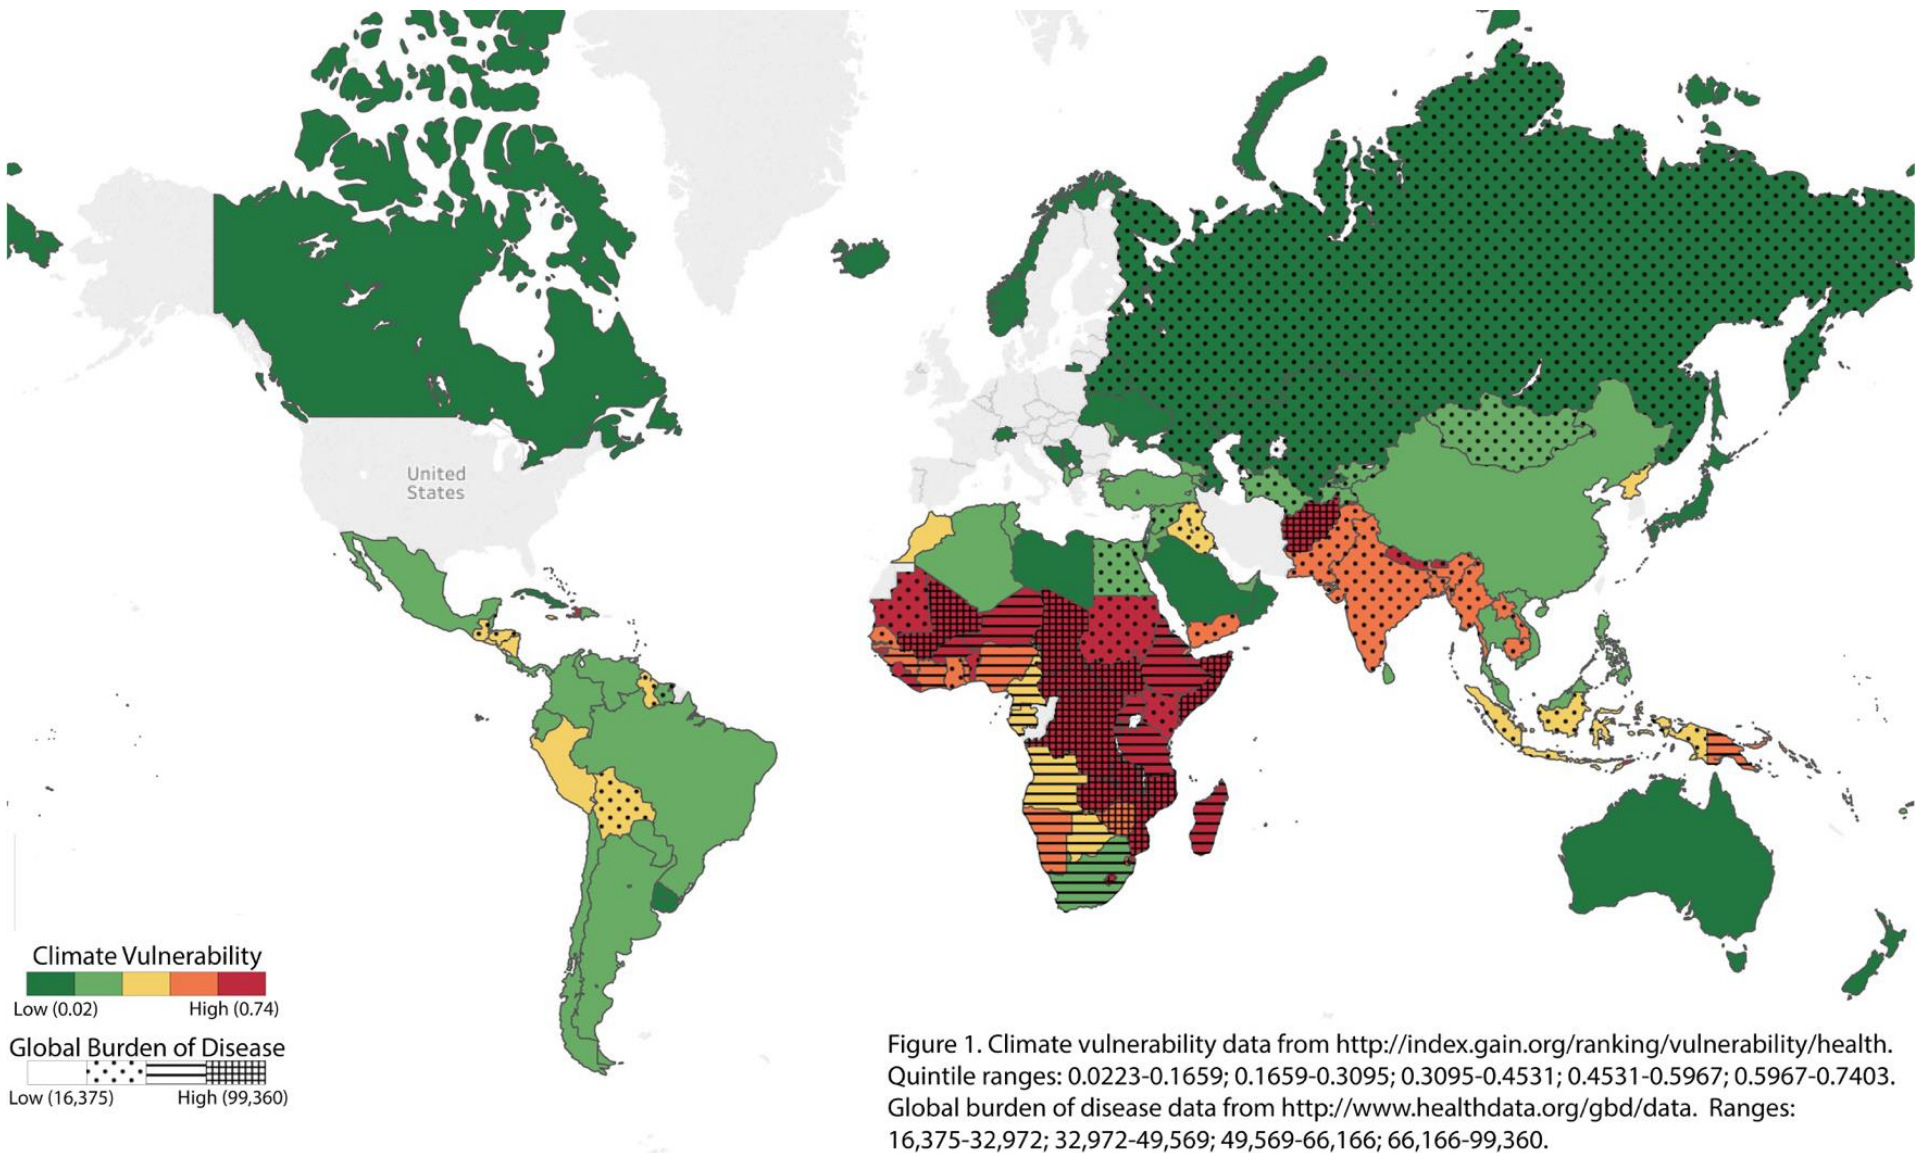 United
States
Climate Vulnerability
Low (0.02) High (0.74)
Global Burden of Disease
Low (16,375) High (99,360)
Figure 1. Climate vulnerability data from http://index.gain.org/ranking/vulnerability/health.
Quintile ranges: 0.0223-0.1659; 0.1659-0.3095; 0.3095-0.4531; 0.4531-0.5967; 0.5967-0.7403.
Global burden of disease data from http://www.healthdata.org/gbd/data. Ranges:
16,375-32,972; 32,972-49,569; 49,569-66,166; 66,166-99,360.